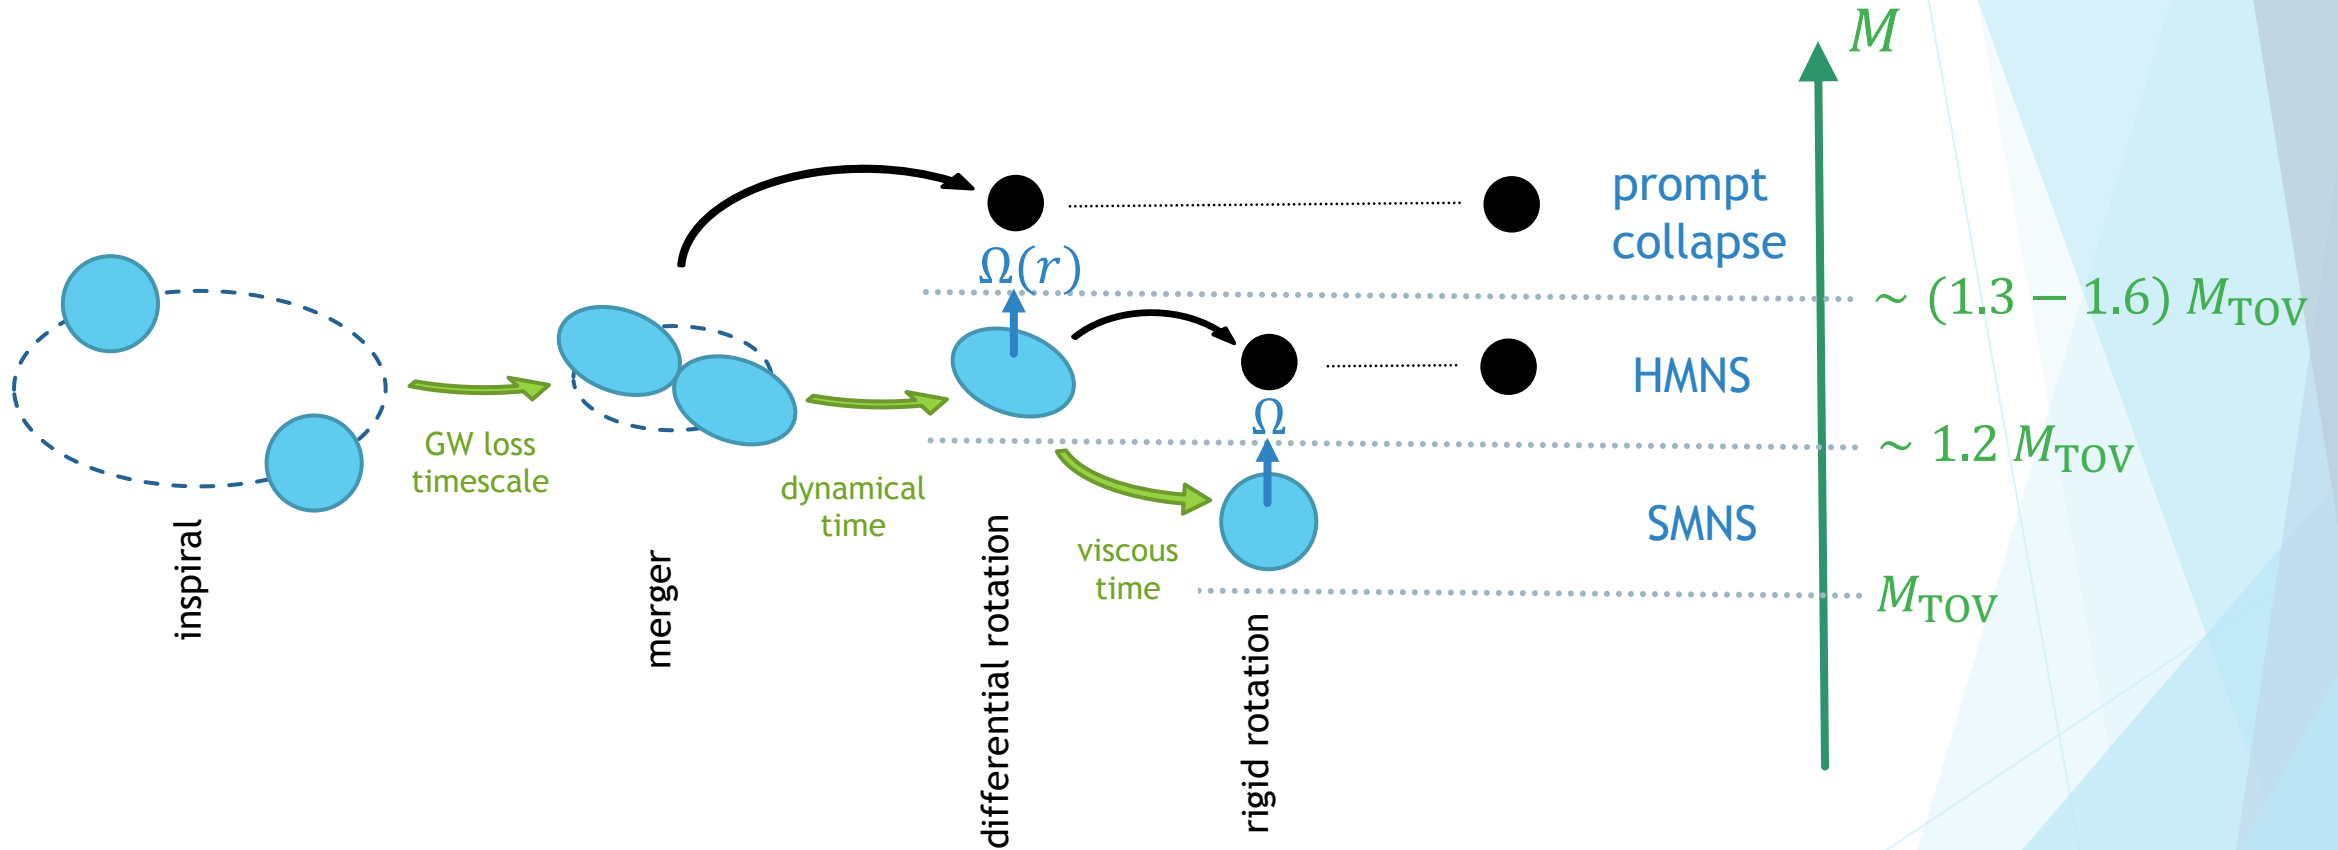 M
prompt
collapse
Ω(r)
~ (1.3 − 1.6) M_TOV
HMNS
Ω
GW loss
timescale
~ 1.2 M_TOV
dynamical
time
SMNS
viscous
time
M_TOV
inspiral
merger
differential rotation
rigid rotation